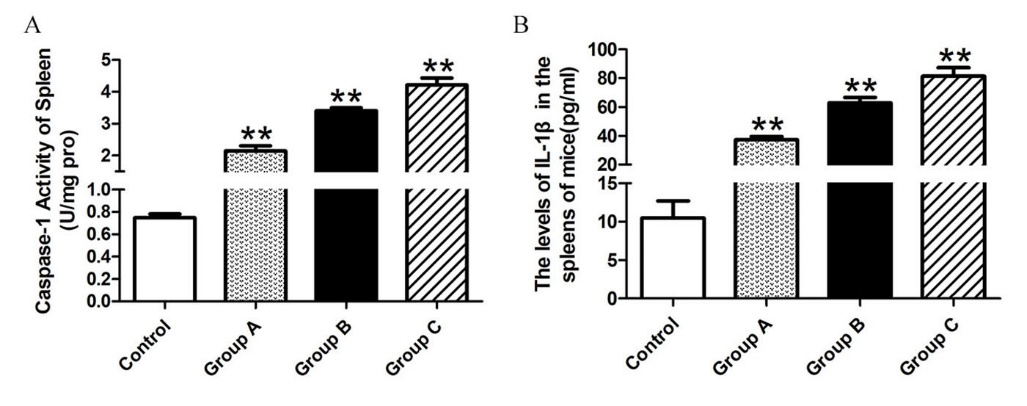 A
Caspase-1 Activity of Spleen
(U/mg pro)
5
4
3
2
1.0
0.8
0.6
0.4
0.2
0.0
**
**
**
Control
Group A
Group B
Group C
B
The levels of IL-1β in the
spleens of mice(pg/ml)
100
80
60
40
20
15
10
5
0
**
**
**
Control
Group A
Group B
Group C